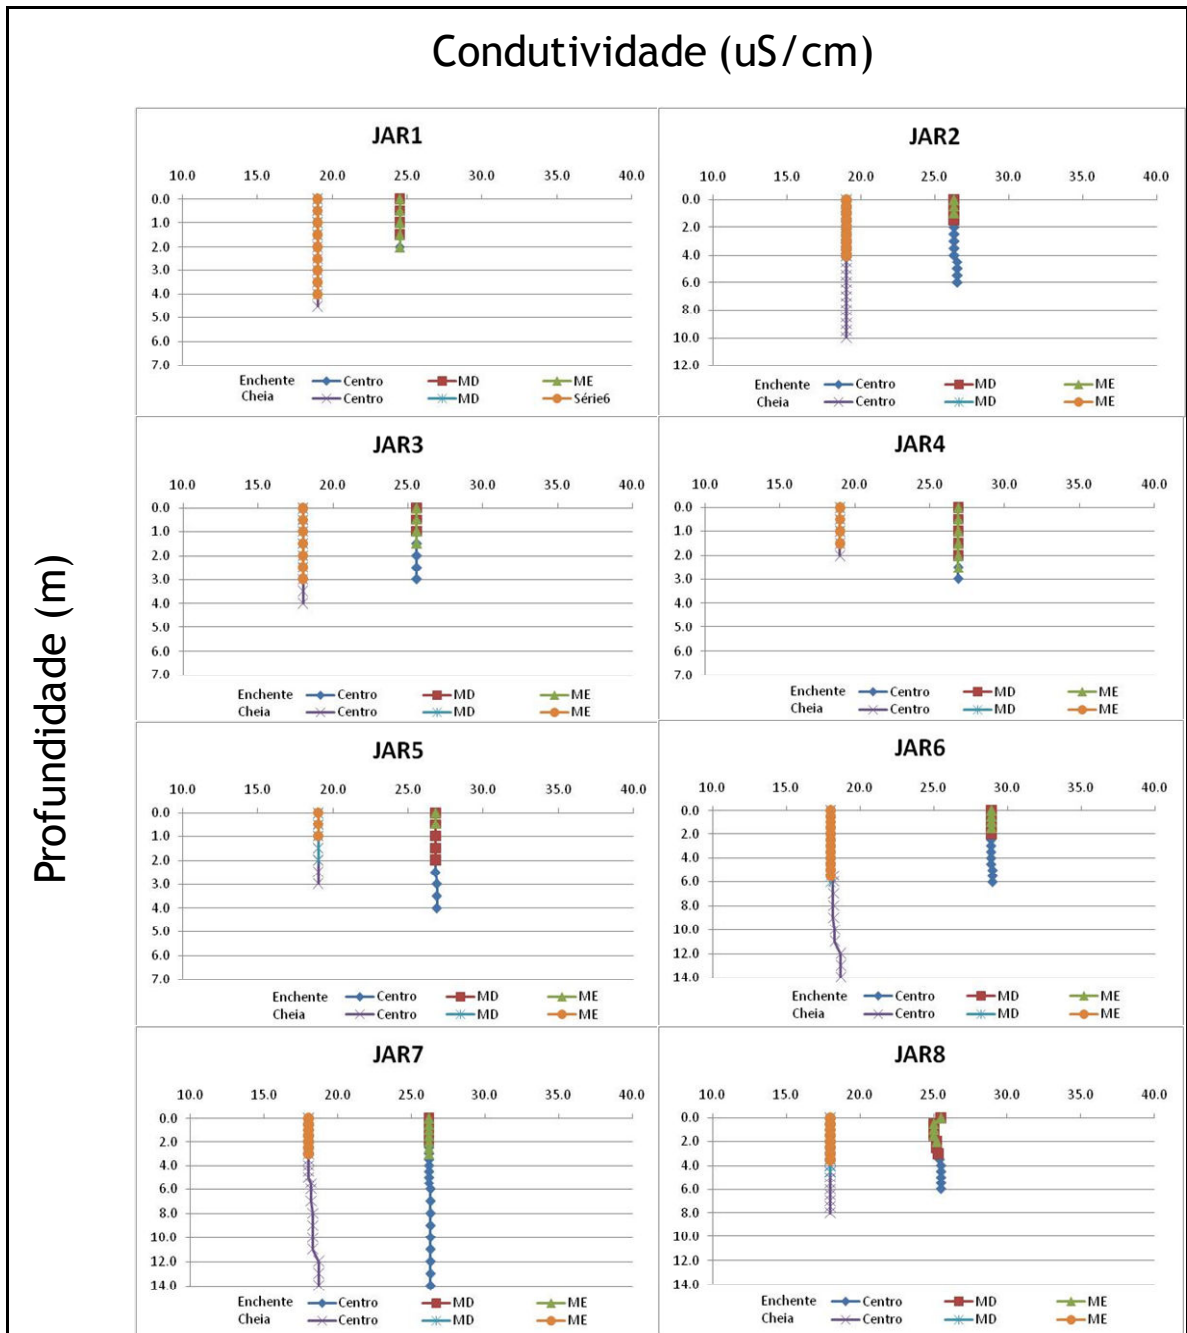 Condutividade (uS/cm)
Profundidade (m)
JAR1
10.0 15.0 20.0 25.0 30.0 35.0 40.0
0.0
1.0
2.0
3.0
4.0
5.0
6.0
7.0
Enchente Centro MD ME
Cheia Centro MD Série6
JAR2
10.0 15.0 20.0 25.0 30.0 35.0 40.0
0.0
2.0
4.0
6.0
8.0
10.0
12.0
Enchente Centro MD ME
Cheia Centro MD ME
JAR3
10.0 15.0 20.0 25.0 30.0 35.0 40.0
0.0
1.0
2.0
3.0
4.0
5.0
6.0
7.0
Enchente Centro MD ME
Cheia Centro MD ME
JAR4
10.0 15.0 20.0 25.0 30.0 35.0 40.0
0.0
1.0
2.0
3.0
4.0
5.0
6.0
7.0
Enchente Centro MD ME
Cheia Centro MD ME
JAR5
10.0 15.0 20.0 25.0 30.0 35.0 40.0
0.0
1.0
2.0
3.0
4.0
5.0
6.0
7.0
Enchente Centro MD ME
Cheia Centro MD ME
JAR6
10.0 15.0 20.0 25.0 30.0 35.0 40.0
0.0
2.0
4.0
6.0
8.0
10.0
12.0
14.0
Enchente Centro MD ME
Cheia Centro MD ME
JAR7
10.0 15.0 20.0 25.0 30.0 35.0 40.0
0.0
2.0
4.0
6.0
8.0
10.0
12.0
14.0
Enchente Centro MD ME
Cheia Centro MD ME
JAR8
10.0 15.0 20.0 25.0 30.0 35.0 40.0
0.0
2.0
4.0
6.0
8.0
10.0
12.0
14.0
Enchente Centro MD ME
Cheia Centro MD ME